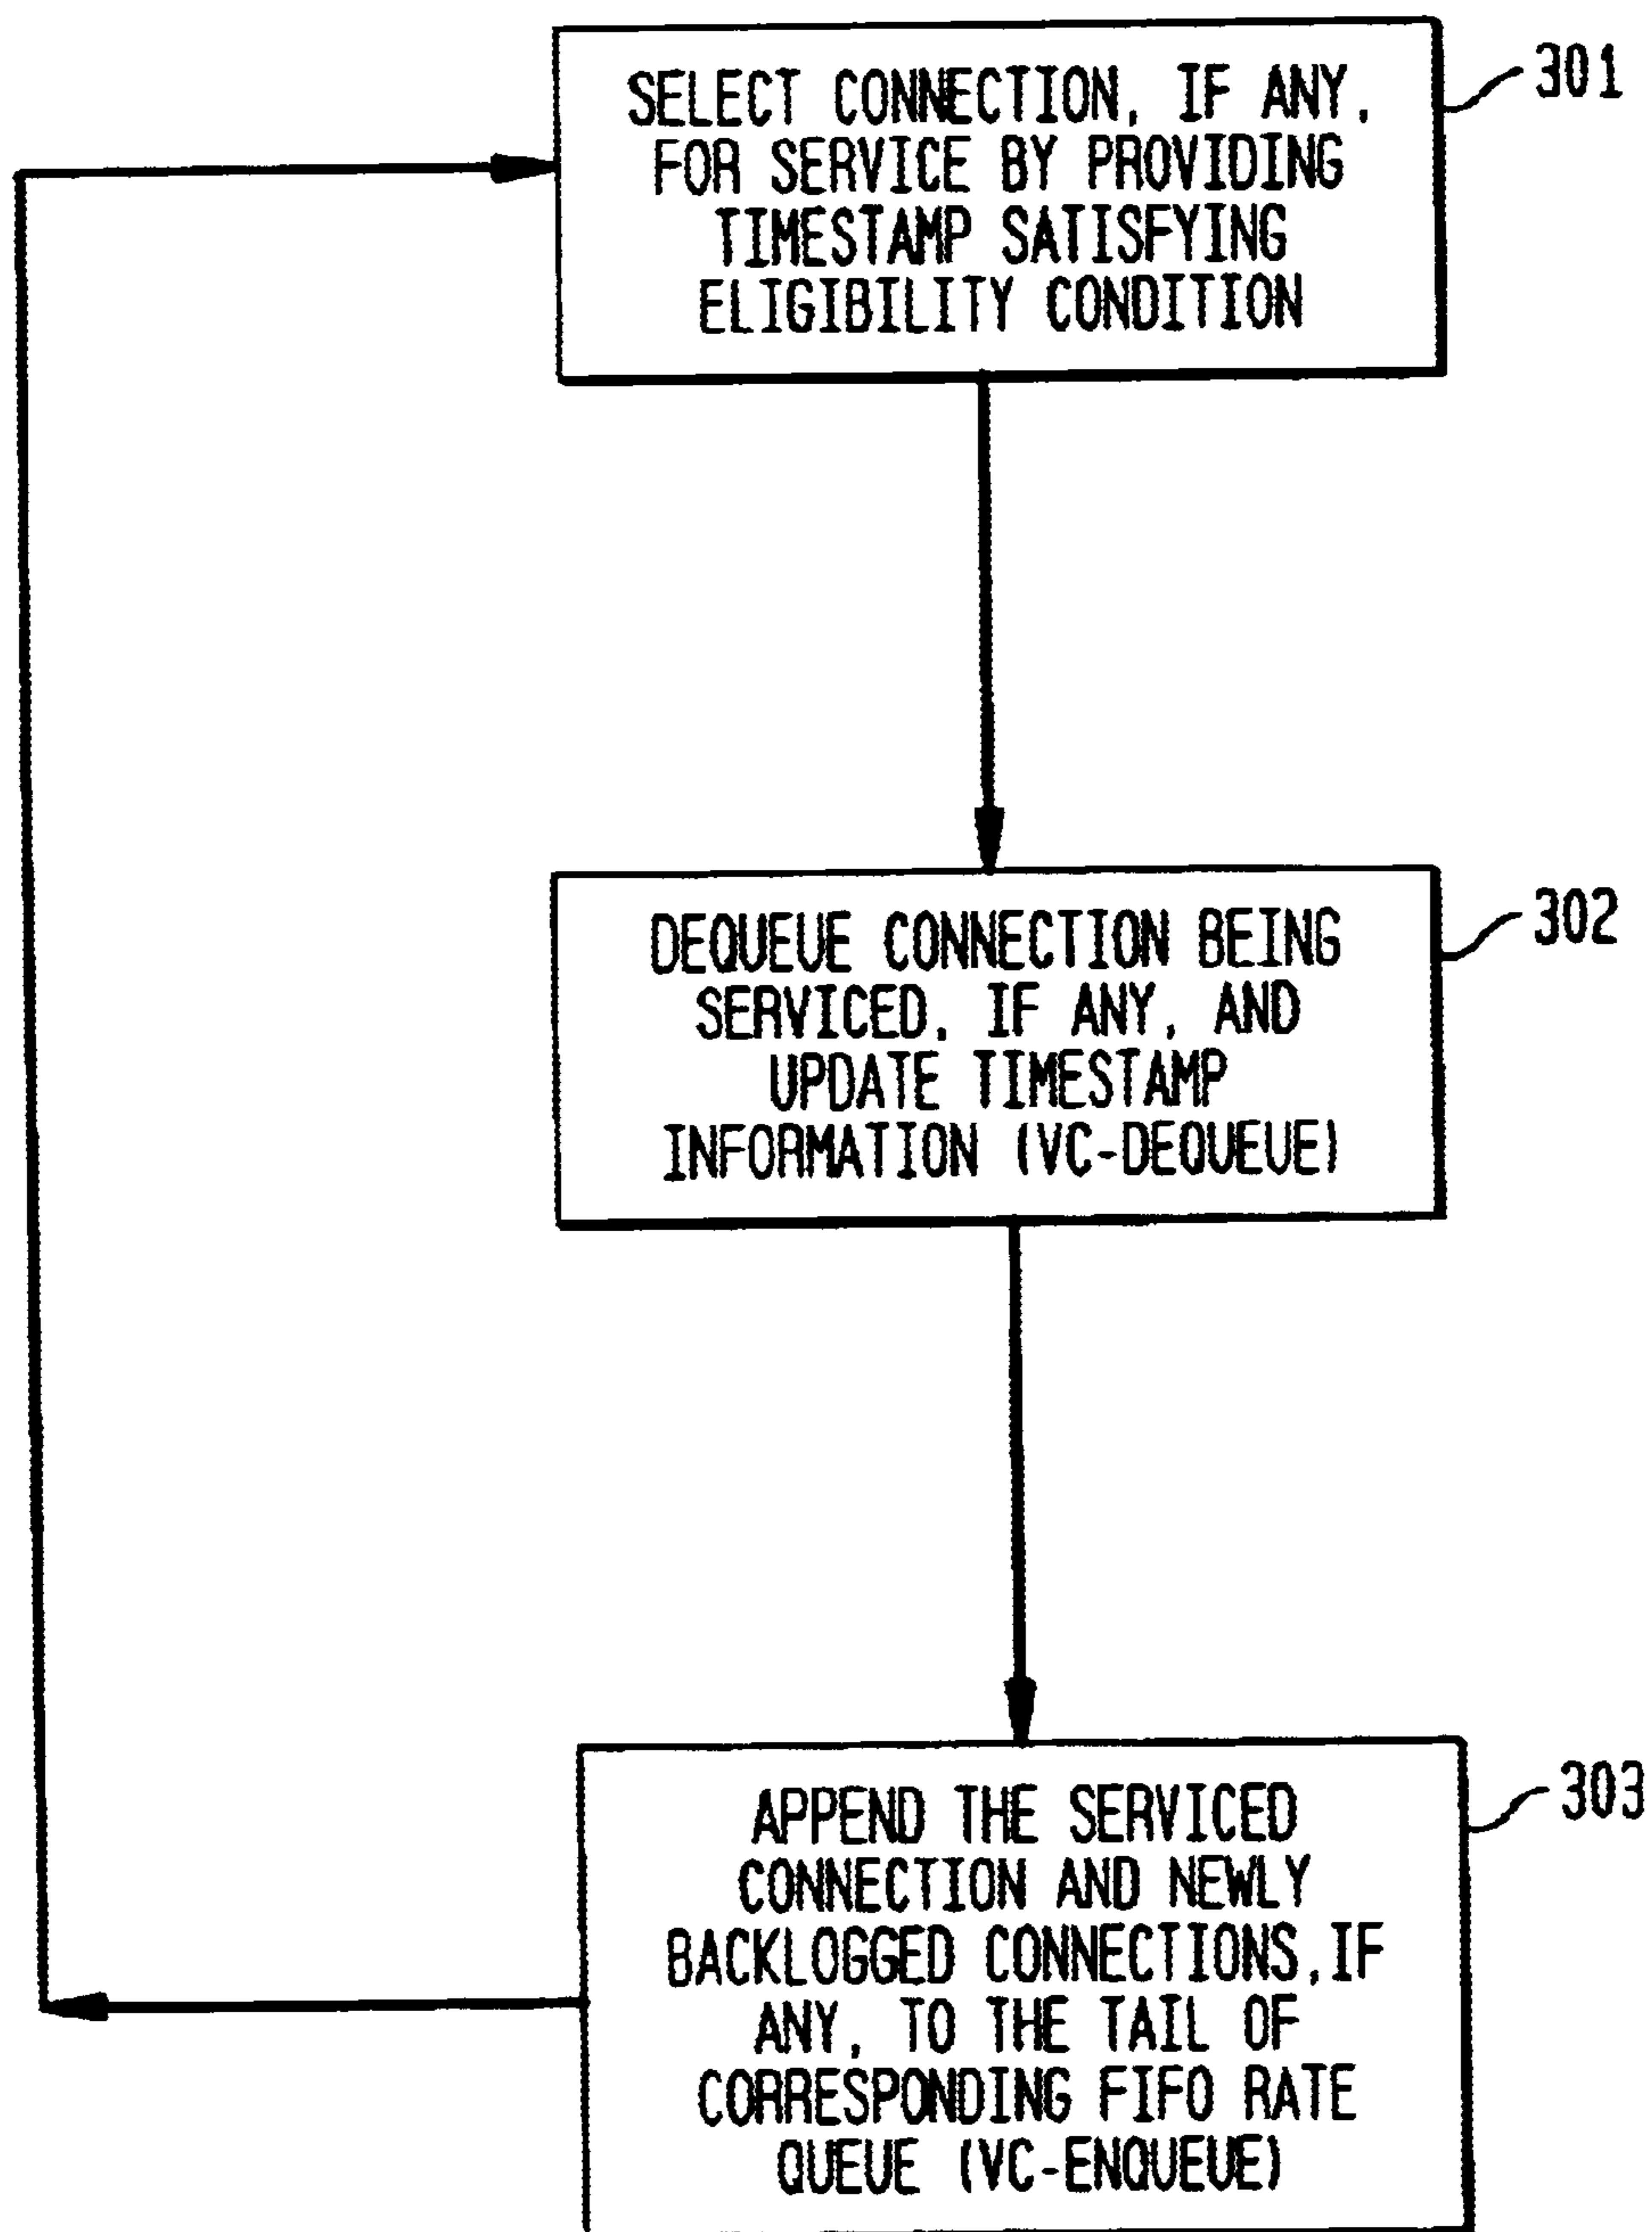 SELECT CONNECTION, IF ANY,
FOR SERVICE BY PROVIDING
TIMESTAMP SATISFYING
ELIGIBILITY CONDITION
301
DEQUEUE CONNECTION BEING
SERVICED, IF ANY, AND
UPDATE TIMESTAMP
INFORMATION (VC-DEQUEUE)
302
APPEND THE SERVICED
CONNECTION AND NEWLY
BACKLOGGED CONNECTIONS,IF
ANY, TO THE TAIL OF
CORRESPONDING FIFO RATE
QUEUE (VC-ENQUEUE)
303